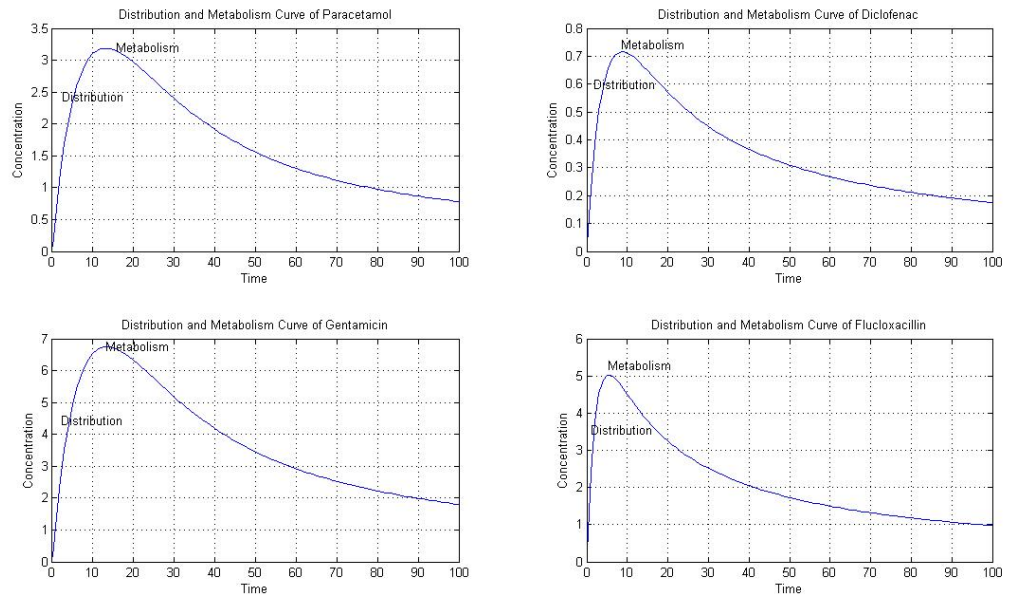 Distribution and Metabolism Curve of Paracetamol
3.5
3
2.5
2
1.5
1
0.5
0
Concentration
Metabolism
Distribution
0 10 20 30 40 50 60 70 80 90 100
Time
Distribution and Metabolism Curve of Diclofenac
0.8
0.7
0.6
0.5
0.4
0.3
0.2
0.1
0
Concentration
Metabolism
Distribution
0 10 20 30 40 50 60 70 80 90 100
Time
Distribution and Metabolism Curve of Gentamicin
7
6
5
4
3
2
1
0
Concentration
Metabolism
Distribution
0 10 20 30 40 50 60 70 80 90 100
Time
Distribution and Metabolism Curve of Flucloxacillin
6
5
4
3
2
1
0
Concentration
Metabolism
Distribution
0 10 20 30 40 50 60 70 80 90 100
Time